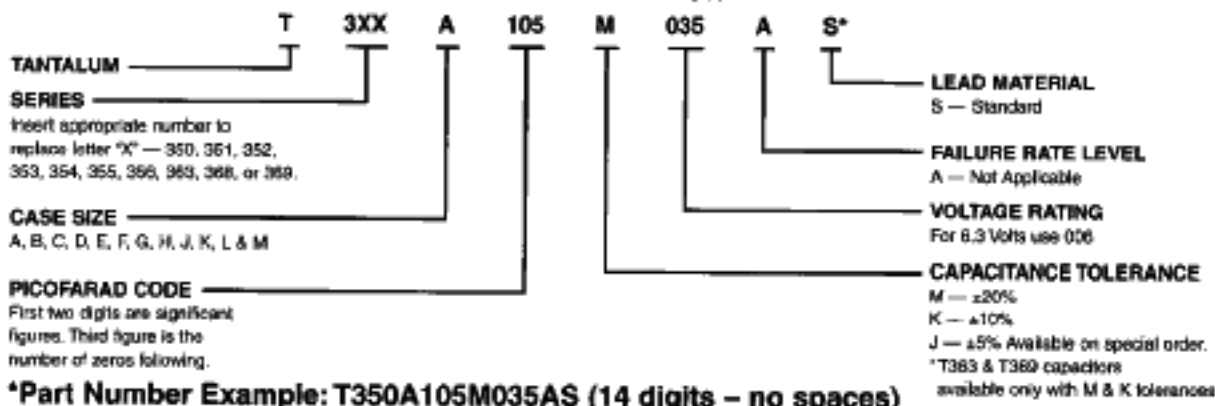 T 3XX A 105 M 035 A S*
TANTALUM
SERIES
Insert appropriate number to
replace letter "X" — 350, 351, 352,
353, 354, 355, 356, 363, 368, or 369.
CASE SIZE
A, B, C, D, E, F, G, H, J, K, L & M
PICOFARAD CODE
First two digits are significant
figures. Third figure is the
number of zeros following.
LEAD MATERIAL
S — Standard
FAILURE RATE LEVEL
A — Not Applicable
VOLTAGE RATING
For 6.3 Volts use 006
CAPACITANCE TOLERANCE
M — ±20%
K — ±10%
J — ±5% Available on special order.
*T363 & T369 capacitors
available only with M & K tolerances
*Part Number Example: T350A105M035AS (14 digits – no spaces)